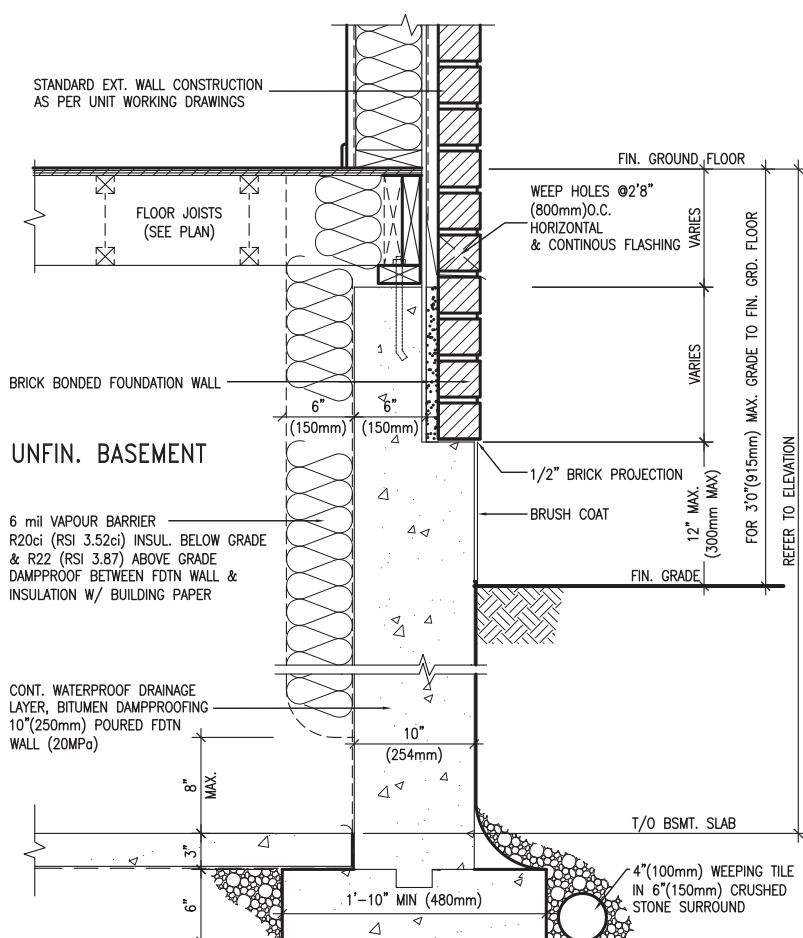 STANDARD EXT. WALL CONSTRUCTION
AS PER UNIT WORKING DRAWINGS
FIN. GROUND FLOOR
FLOOR JOISTS
(SEE PLAN)
WEEP HOLES @2'8"
(800mm)O.C.
HORIZONTAL
& CONTINOUS FLASHING
VARIES
VARIES
FOR 3'0"(915mm) MAX. GRADE TO FIN. GRD. FLOOR
REFER TO ELEVATION
BRICK BONDED FOUNDATION WALL
6"
(150mm)
6"
(150mm)
UNFIN. BASEMENT
1/2" BRICK PROJECTION
BRUSH COAT
12" MAX.
(300mm MAX)
6 mil VAPOUR BARRIER
R20ci (RSI 3.52ci) INSUL. BELOW GRADE
& R22 (RSI 3.87) ABOVE GRADE
DAMPPROOF BETWEEN FDTN WALL &
INSULATION W/ BUILDING PAPER
FIN. GRADE
CONT. WATERPROOF DRAINAGE
LAYER, BITUMEN DAMPPROOFING
10"(250mm) POURED FDTN
WALL (20MPa)
10"
(254mm)
8"
MAX.
T/O BSMT. SLAB
3"
6"
1'-10" MIN (480mm)
4"(100mm) WEEPING TILE
IN 6"(150mm) CRUSHED
STONE SURROUND